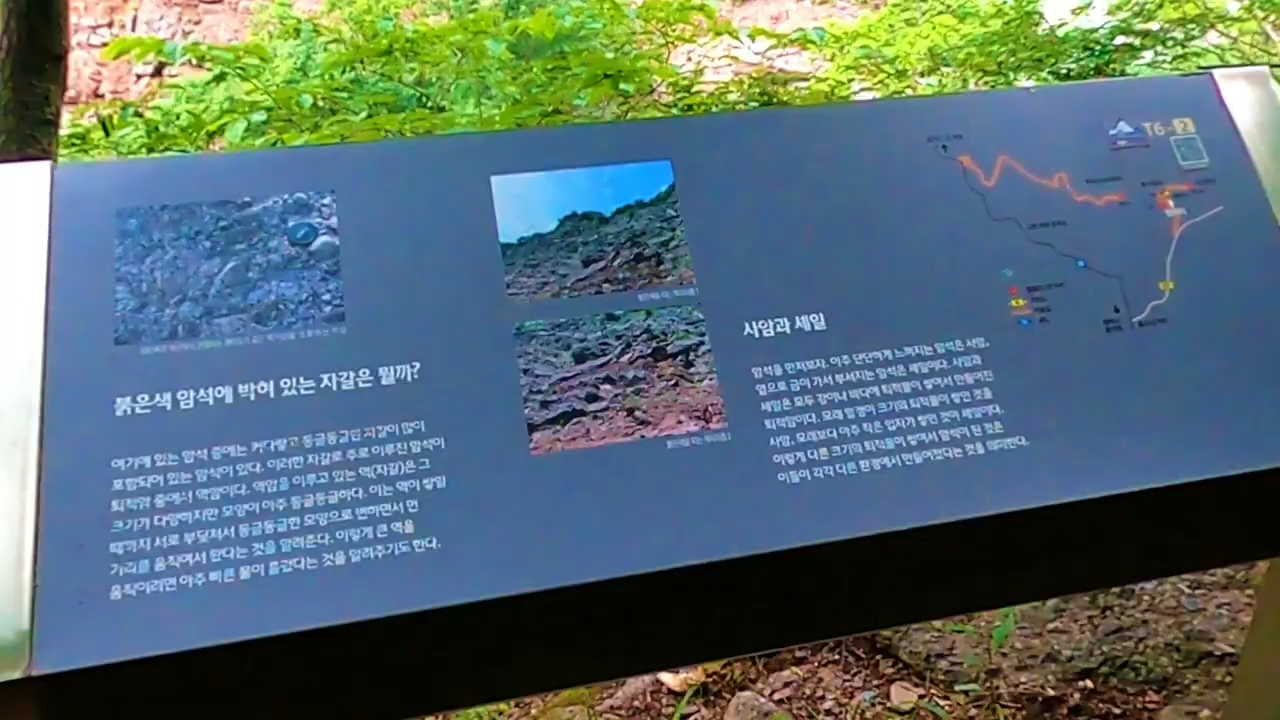 붉은색 암석에 박혀 있는 자갈은 뭘까?
여기에 있는 암석 중에는 커다랗고 동글동글한 자갈이 많이
포함되어 있는 암석이 있다. 이러한 자갈로 주로 이루진 암석이
퇴적암 중에서 역암이다. 역암을 이루고 있는 역(자갈)은 그
크기가 다양하지만 모양이 아주 동글동글하다. 이는 역이 쌓일
때까지 서로 부딪쳐서 동글동글한 모양으로 변하면서 먼
거리를 움직여서 왔다는 것을 알려준다. 이렇게 큰 역을
움직이려면 아주 빠른 물이 흘렀다는 것을 알려주기도 한다.
사암과 셰일
암석을 만져보자. 아주 단단하게 느껴지는 암석은 사암,
옆으로 금이 가서 부서지는 암석은 셰일이다. 사암과
셰일은 모두 강이나 바다에 퇴적물이 쌓여서 만들어진
퇴적암이다. 모래 알갱이 크기의 퇴적물이 쌓인 것을
사암, 모래보다 아주 작은 입자가 쌓인 것이 셰일이다.
이렇게 다른 크기의 퇴적물이 쌓여서 암석이 된 것은
이들이 각각 다른 환경에서 만들어졌다는 것을 의미한다.
T6-2